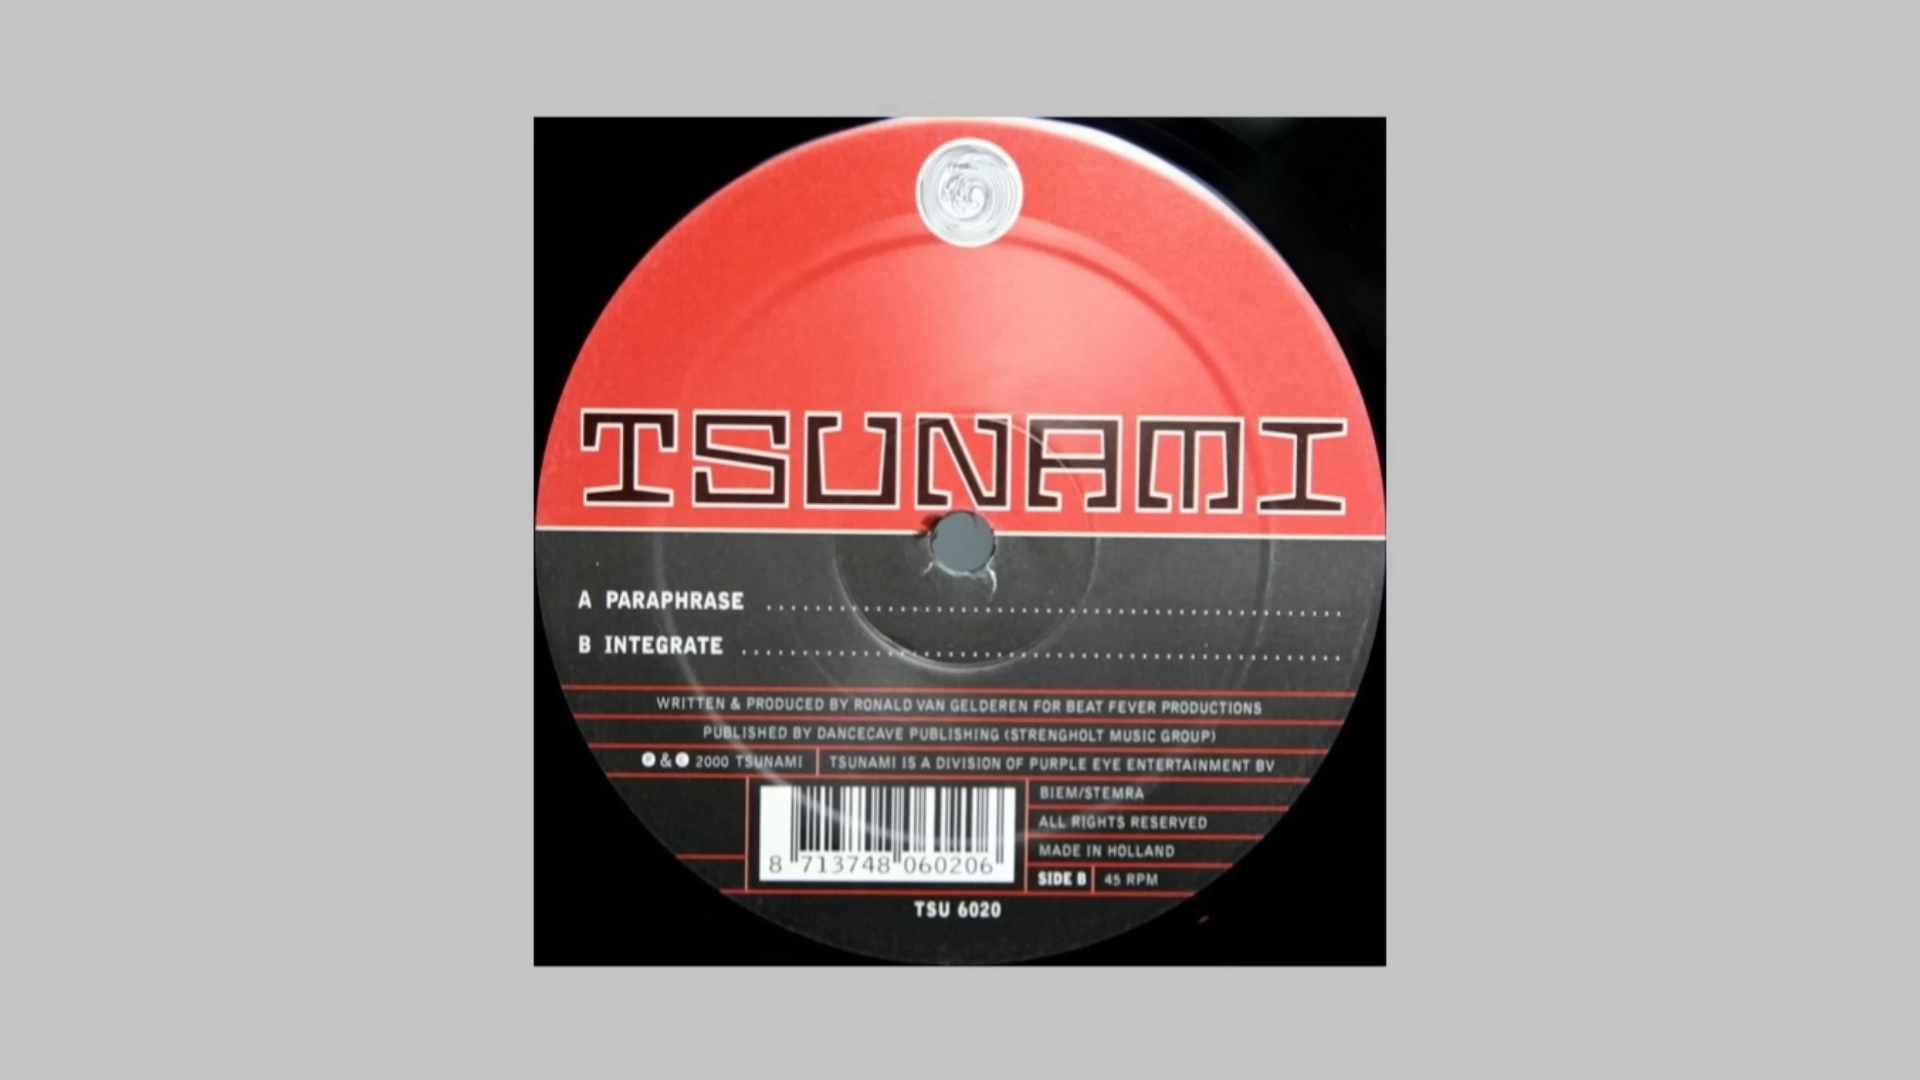 TSUNAMI
A PARAPHRASE ................................................
B INTEGRATE ..................................................
WRITTEN & PRODUCED BY RONALD VAN GELDEREN FOR BEAT FEVER PRODUCTIONS
PUBLISHED BY DANCECAVE PUBLISHING (STRENGHOLT MUSIC GROUP)
Ⓟ & © 2000 TSUNAMI TSUNAMI IS A DIVISION OF PURPLE EYE ENTERTAINMENT BV
BIEM/STEMRA
ALL RIGHTS RESERVED
MADE IN HOLLAND
SIDE B 45 RPM
8 713748 060206
TSU 6020